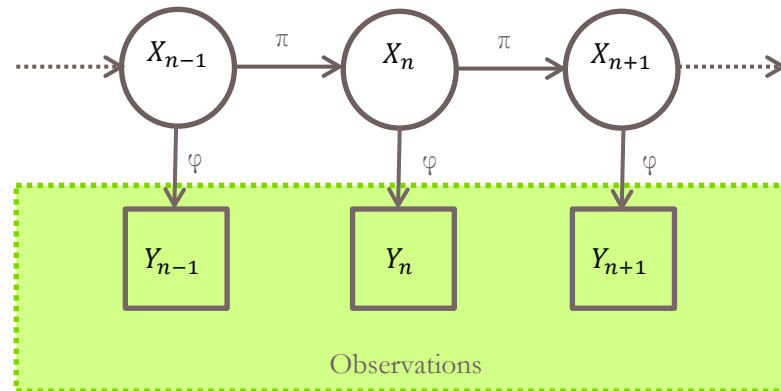 π π
X_{n-1} X_n X_{n+1}
φ φ φ
Y_{n-1} Y_n Y_{n+1}
Observations